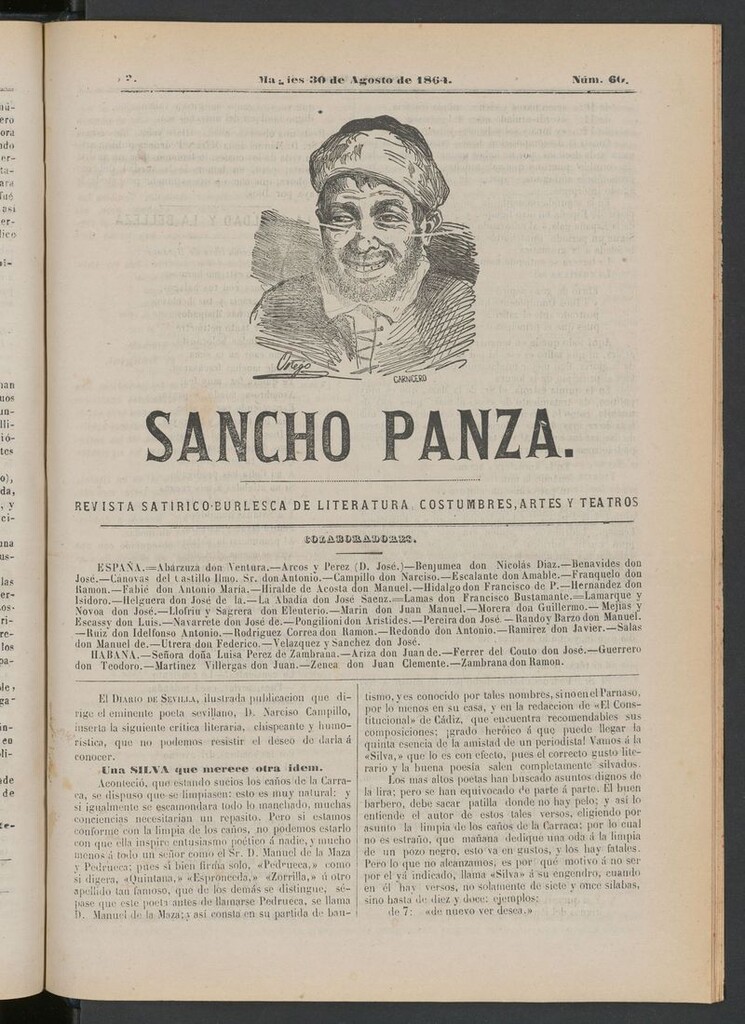 Martes 30 de Agosto de 1864. Núm. 60.
Ortego
CARNICERO
SANCHO PANZA.
REVISTA SATIRICO-BURLESCA DE LITERATURA, COSTUMBRES, ARTES Y TEATROS
COLABORADORES.
ESPAÑA.=Abárzuza don Ventura.—Arcos y Perez (D. José.)—Benjumea don Nicolás Diaz.—Benavides don
José.—Cánovas del Castillo Ilmo. Sr. don Antonio.—Campillo don Narciso.—Escalante don Amable.—Franquelo don
Ramon.—Fabié don Antonio Maria.—Hiralde de Acosta don Manuel.—Hidalgo don Francisco de P.—Hernandez don
Isidoro.—Helguera don José de la.—La Abadía don José Saenz.=Lamas don Francisco Bustamante.=Lamarque y
Novoa don José.—Llofriu y Sagrera don Eleuterio.—Marin don Juan Manuel.—Morera don Guillermo.—Mejias y
Escassy don Luis.—Navarrete don José de.—Pongilioni don Arístides.—Pereira don José.—Rando y Barzo don Manuel.
—Ruiz don Idelfonso Antonio.—Rodriguez Correa don Ramon.—Redondo don Antonio.—Ramirez don Javier.—Salas
don Manuel de.—Utrera don Federico.—Velazquez y Sanchez don José.
HABANA.—Señora doña Luisa Perez de Zambrana.—Ariza don Juan de.—Ferrer del Couto don José.—Guerrero
don Teodoro.—Martinez Villergas don Juan.—Zenea don Juan Clemente.—Zambrana don Ramon.
El DIARIO DE SEVILLA, ilustrada publicacion que di-
rige el eminente poeta sevillano, D. Narciso Campillo,
inserta la siguiente crítica literaria, chispeante y humo-
rística, que no podemos resistir el deseo de darla á
conocer.
Una SILVA que merece otra idem.
Aconteció, que estando sucios los caños de la Carra-
ca, se dispuso que se limpiasen: esto es muy natural: y
si igualmente se escamondara todo lo manchado, muchas
conciencias necesitarian un repasito. Pero si estamos
conforme con la limpia de los caños, no podemos estarlo
con que ella inspire entusiasmo poético á nadie, y mucho
menos á todo un señor como el Sr. D. Manuel de la Maza
y Pedrueca; pues si bien firma solo, «Pedrueca,» como
si digera, «Quintana,» «Espronceda,» «Zorrilla,» ú otro
apellido tan famoso, que de los demás se distingue, sé-
pase que este poeta antes de llamarse Pedrueca, se llama
D. Manuel de la Maza; y así consta en su partida de bau-
tismo, y es conocido por tales nombres, si no en el Parnaso,
por lo menos en su casa, y en la redaccion de «El Cons-
titucional» de Cádiz, que encuentra recomendables sus
composiciones; ¡grado heróico á que puede llegar la
quinta esencia de la amistad de un periodista! Vamos á la
«Silva,» que lo es con efecto, pues el correcto gusto lite-
rario y la buena poesia salen completamente silvados.
Los mas altos poetas han buscado asuntos dignos de
la lira; pero se han equivocado de parte á parte. El buen
barbero, debe sacar patilla donde no hay pelo; y así lo
entiende el autor de estos tales versos, eligiendo por
asunto la limpia de los caños de la Carraca: por lo cual
no es estraño, que mañana dedique una oda á la limpia
de un pozo negro, esto va en gustos, y los hay fatales.
Pero lo que no alcanzamos, es por qué motivo á no ser
por el yá indicado, llama «Silva» á su engendro, cuando
en él hay versos, no solamente de siete y once silabas,
sino hasta de diez y doce: ejemplos:
de 7: «de nuevo ver desea.»